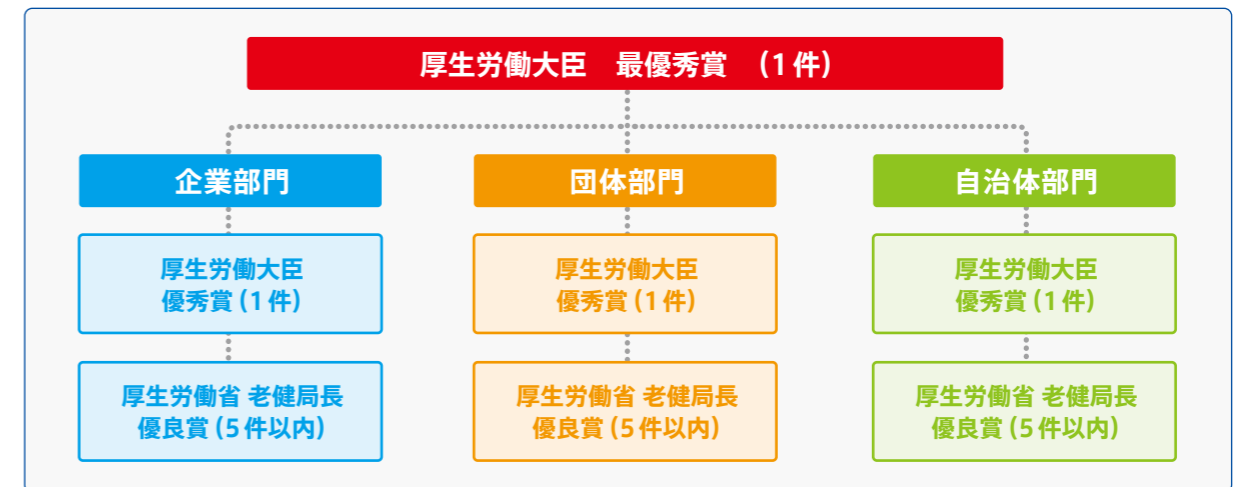 厚生労働大臣　最優秀賞　（1件）
企業部門
団体部門
自治体部門
厚生労働大臣
優秀賞（1件）
厚生労働大臣
優秀賞（1件）
厚生労働大臣
優秀賞（1件）
厚生労働省 老健局長
優良賞（5件以内）
厚生労働省 老健局長
優良賞（5件以内）
厚生労働省 老健局長
優良賞（5件以内）